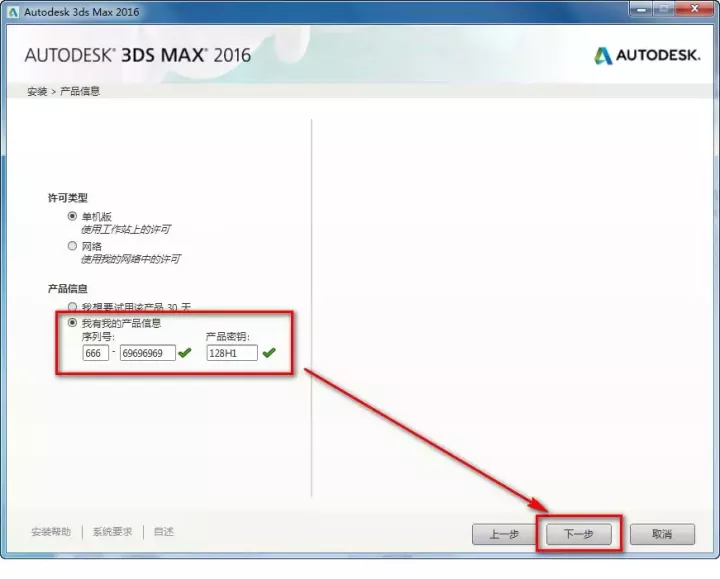 Autodesk 3ds Max 2016
AUTODESK® 3DS MAX® 2016
AUTODESK.
安装 > 产品信息
许可类型
单机版
使用工作站上的许可
网络
使用我的网络中的许可
产品信息
我想要试用该产品 30 天
我有我的产品信息
序列号: 产品密钥:
666 - 69696969 128H1
安装帮助 系统要求 自述
上一步 下一步 取消